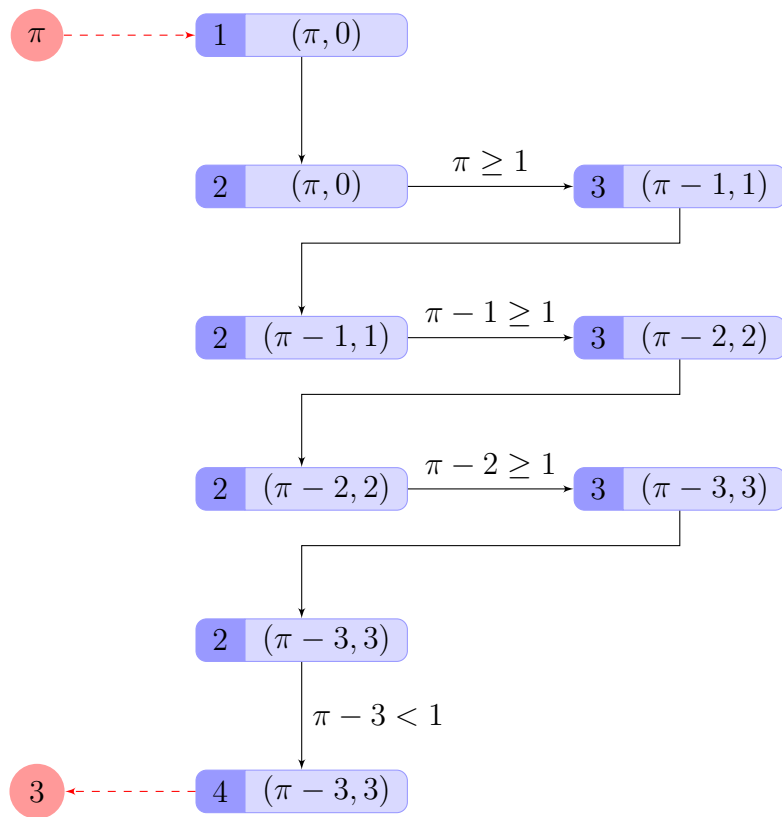 π 1 (π, 0)
2 (π, 0) π ≥ 1 3 (π − 1, 1)
2 (π − 1, 1) π − 1 ≥ 1 3 (π − 2, 2)
2 (π − 2, 2) π − 2 ≥ 1 3 (π − 3, 3)
2 (π − 3, 3)
π − 3 < 1
3 4 (π − 3, 3)